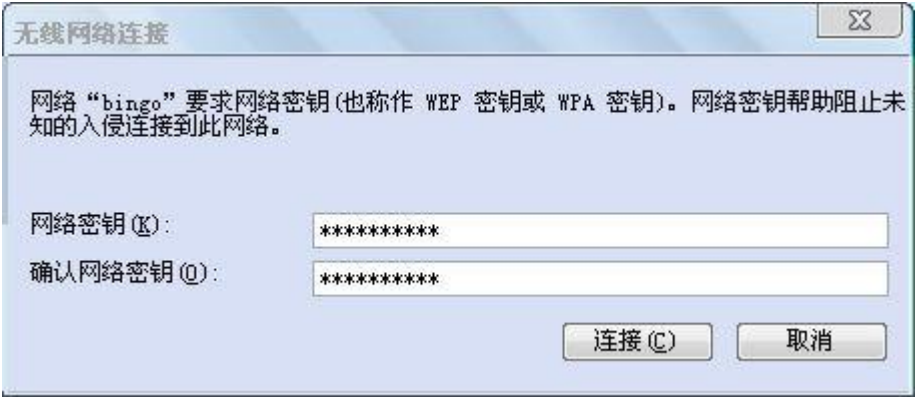 无线网络连接
网络“bingo”要求网络密钥(也称作 WEP 密钥或 WPA 密钥)。网络密钥帮助阻止未
知的入侵连接到此网络。
网络密钥(K): **********
确认网络密钥(O): **********
连接(C) 取消